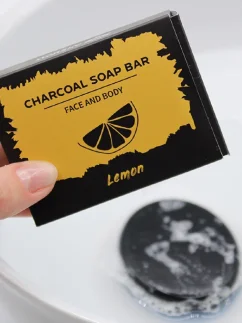 CHARCOAL SOAP BAR
FACE AND BODY
Lemon